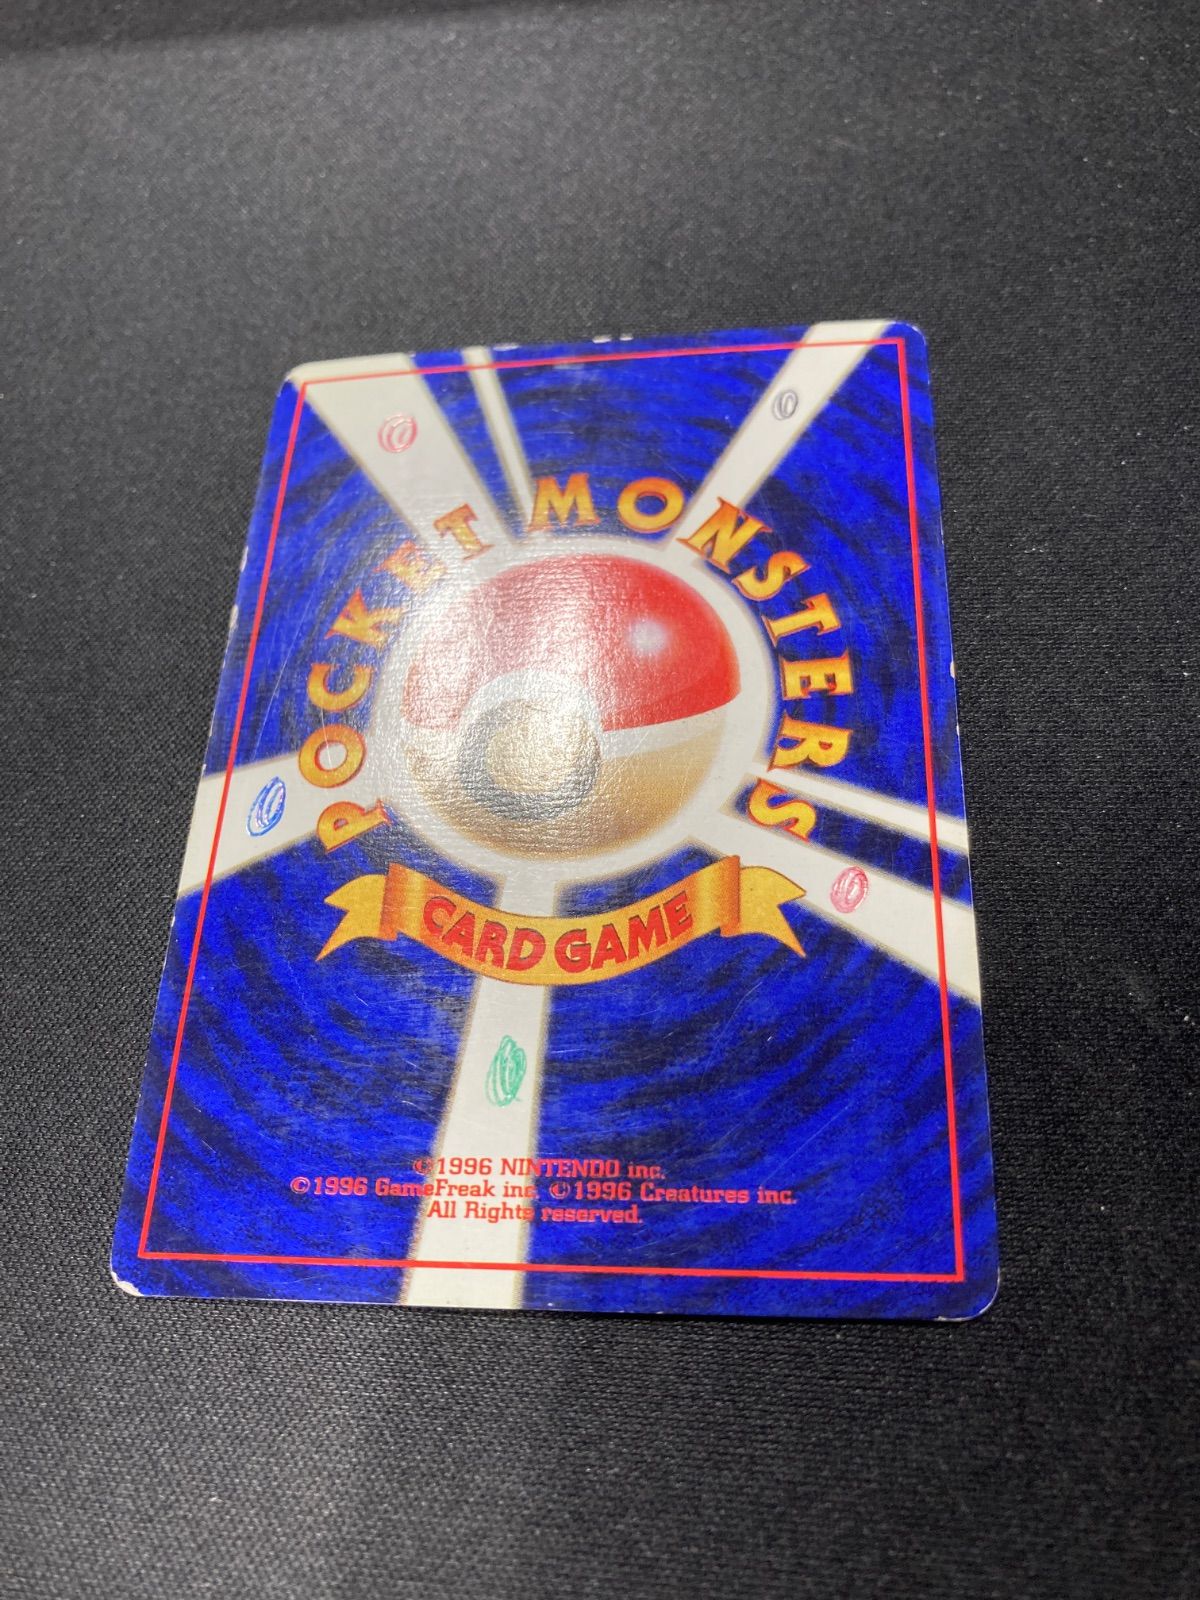 POCKET MONSTERS
CARD GAME
©1996 NINTENDO inc.
©1996 GameFreak inc. ©1996 Creatures inc.
All Rights reserved.